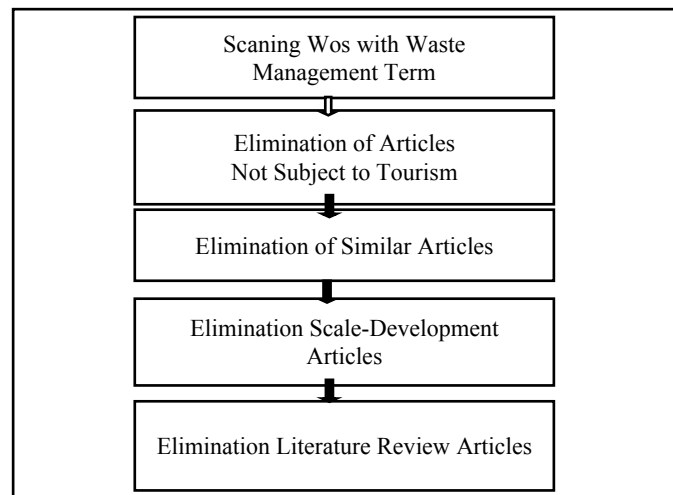 Scaning Wos with Waste
Management Term
Elimination of Articles
Not Subject to Tourism
Elimination of Similar Articles
Elimination Scale-Development
Articles
Elimination Literature Review Articles